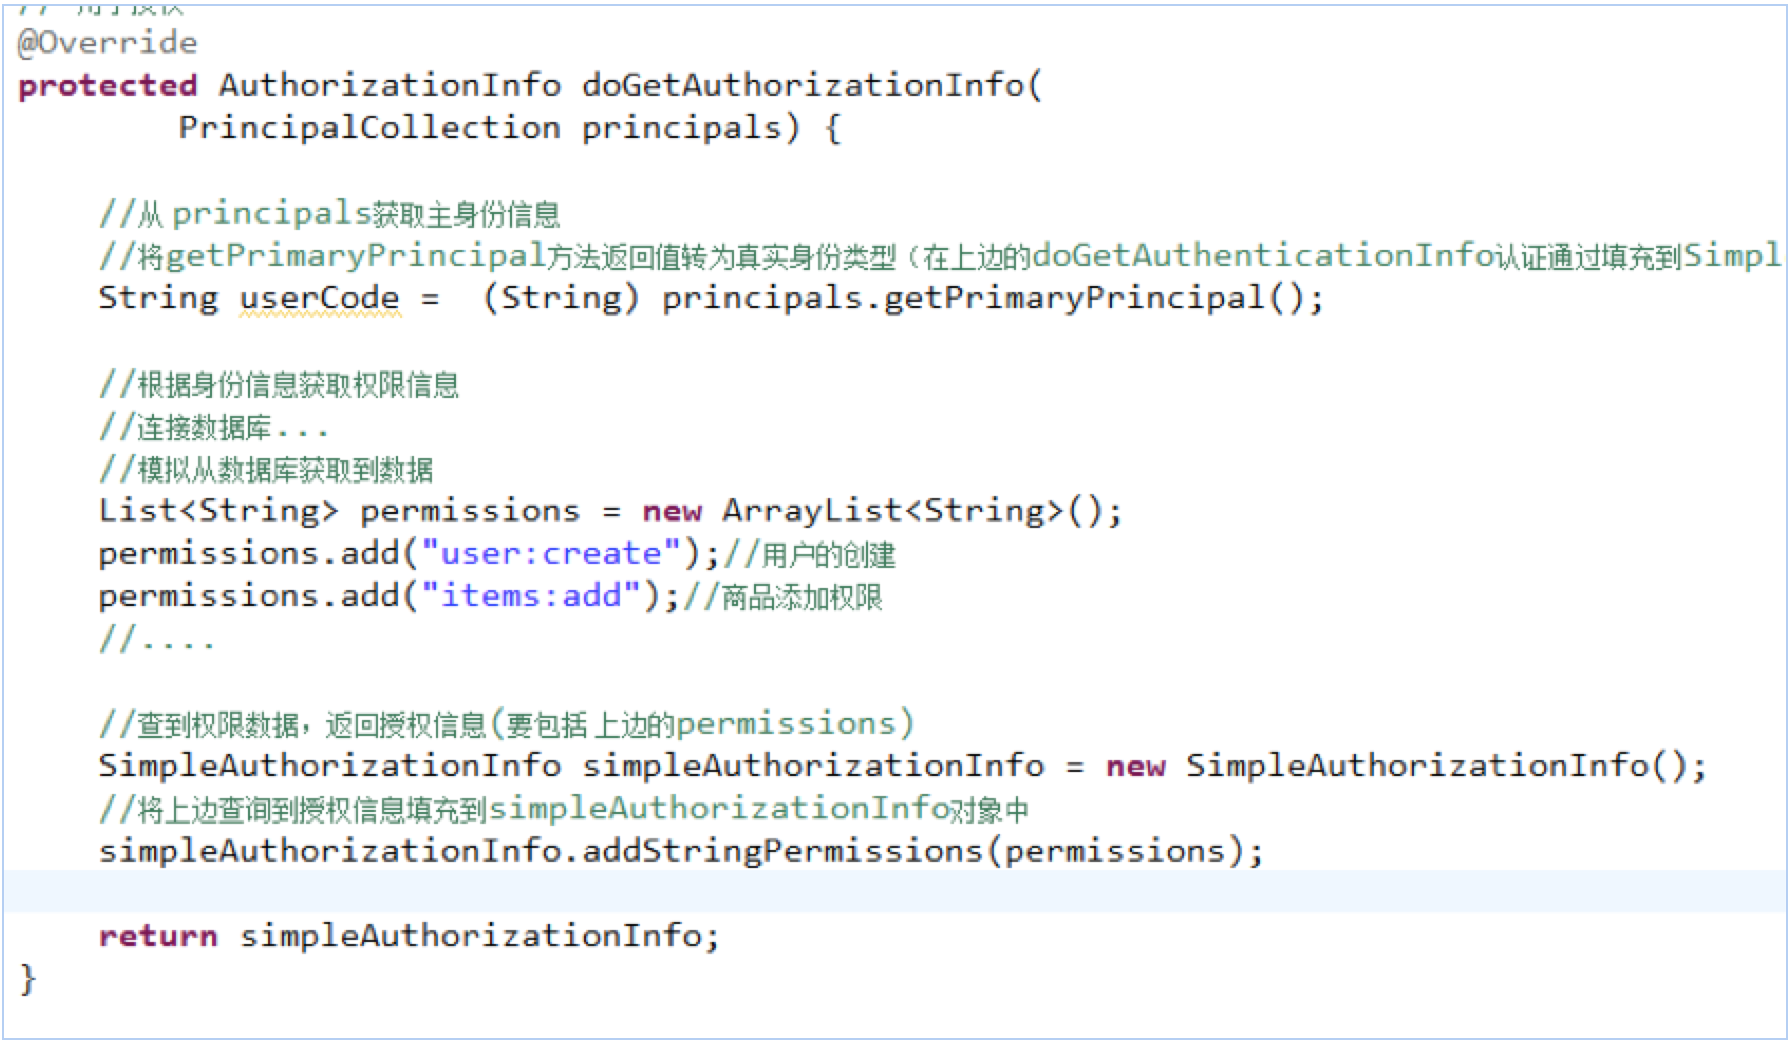 // 用于授权
@Override
protected AuthorizationInfo doGetAuthorizationInfo(
PrincipalCollection principals) {
//从 principals获取主身份信息
//将getPrimaryPrincipal方法返回值转为真实身份类型（在上边的doGetAuthenticationInfo认证通过填充到Simpl
String userCode =  (String) principals.getPrimaryPrincipal();
//根据身份信息获取权限信息
//连接数据库...
//模拟从数据库获取到数据
List<String> permissions = new ArrayList<String>();
permissions.add("user:create");//用户的创建
permissions.add("items:add");//商品添加权限
//....
//查到权限数据，返回授权信息(要包括 上边的permissions)
SimpleAuthorizationInfo simpleAuthorizationInfo = new SimpleAuthorizationInfo();
//将上边查询到授权信息填充到simpleAuthorizationInfo对象中
simpleAuthorizationInfo.addStringPermissions(permissions);
return simpleAuthorizationInfo;
}